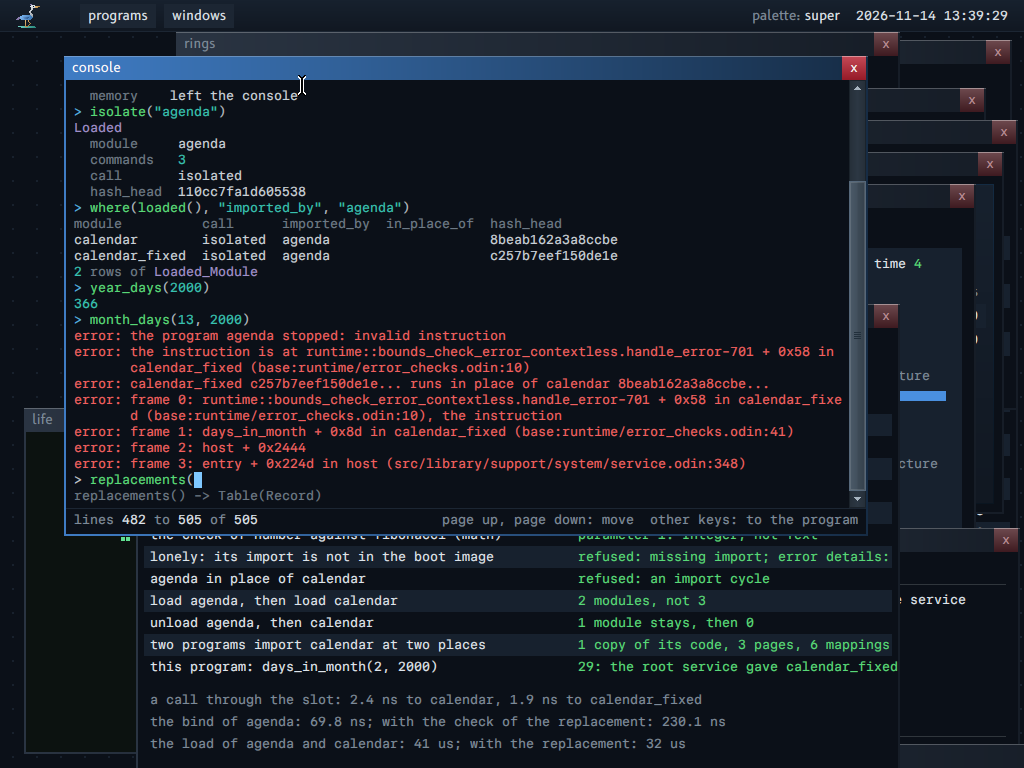 programs windows palette: super 2026-11-14 13:39:29
rings x
x
console x
memory left the console
> isolate("agenda")
Loaded
module agenda
commands 3
call isolated
hash_head 110cc7fa1d605538
> where(loaded(), "imported_by", "agenda")
module call imported_by in_place_of hash_head
calendar isolated agenda 8beab162a3a8ccbe
calendar_fixed isolated agenda c257b7eef150de1e
2 rows of Loaded_Module
> year_days(2000)
366
> month_days(13, 2000)
error: the program agenda stopped: invalid instruction
error: the instruction is at runtime::bounds_check_error_contextless.handle_error-701 + 0x58 in
calendar_fixed (base:runtime/error_checks.odin:10)
error: calendar_fixed c257b7eef150de1e... runs in place of calendar 8beab162a3a8ccbe...
error: frame 0: runtime::bounds_check_error_contextless.handle_error-701 + 0x58 in calendar_fixe
d (base:runtime/error_checks.odin:10), the instruction
error: frame 1: days_in_month + 0x8d in calendar_fixed (base:runtime/error_checks.odin:41)
error: frame 2: host + 0x2444
error: frame 3: entry + 0x224d in host (src/library/support/system/service.odin:348)
> replacements(
replacements() -> Table(Record)
lines 482 to 505 of 505 page up, page down: move other keys: to the program
x
x
x
x
time 4
x
ture
cture
life
x
lonely: its import is not in the boot image refused: missing import; error details:
agenda in place of calendar refused: an import cycle
load agenda, then load calendar 2 modules, not 3
unload agenda, then calendar 1 module stays, then 0
two programs import calendar at two places 1 copy of its code, 3 pages, 6 mappings
this program: days_in_month(2, 2000) 29: the root service gave calendar_fixed
service
a call through the slot: 2.4 ns to calendar, 1.9 ns to calendar_fixed
the bind of agenda: 69.8 ns; with the check of the replacement: 230.1 ns
the load of agenda and calendar: 41 us; with the replacement: 32 us